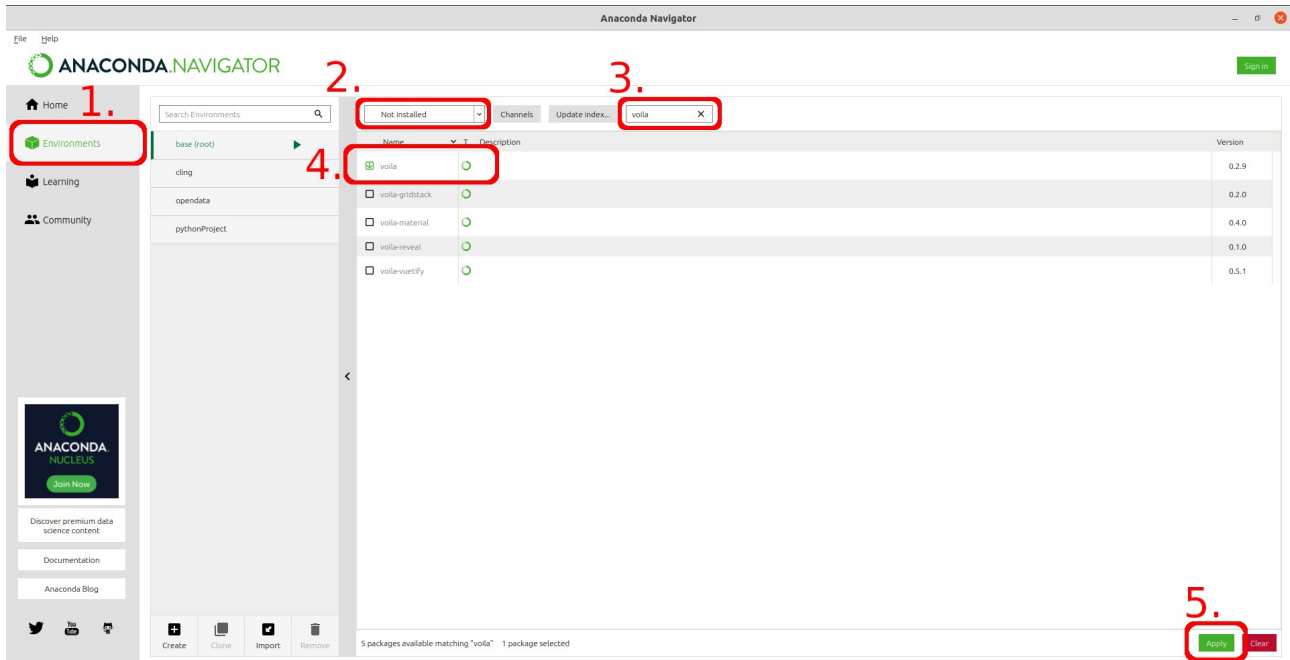 Anaconda Navigator
File Help
ANACONDA.NAVIGATOR
Sign in
1.
2.
3.
4.
5.
Home
Environments
Learning
Community
Search Environments
base (root)
cling
opendata
pythonProject
Not installed
Channels
Update index...
voila
Name T Description Version
voila 0.2.9
voila-gridstack 0.2.0
voila-material 0.4.0
voila-reveal 0.1.0
voila-vuetify 0.5.1
ANACONDA.
NUCLEUS
Join Now
Discover premium data
science content
Documentation
Anaconda Blog
You
Tube
Create Clone Import Remove
5 packages available matching "voila" 1 package selected
Apply Clear